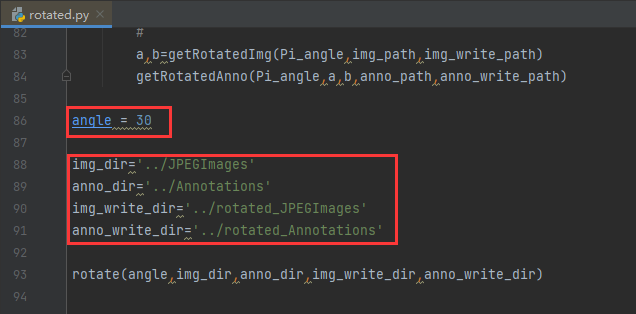 rotated.py
82 #
83 a,b=getRotatedImg(Pi_angle,img_path,img_write_path)
84 getRotatedAnno(Pi_angle,a,b,anno_path,anno_write_path)
85
86 angle = 30
87
88 img_dir='../JPEGImages'
89 anno_dir='../Annotations'
90 img_write_dir='../rotated_JPEGImages'
91 anno_write_dir='../rotated_Annotations'
92
93 rotate(angle,img_dir,anno_dir,img_write_dir,anno_write_dir)
94